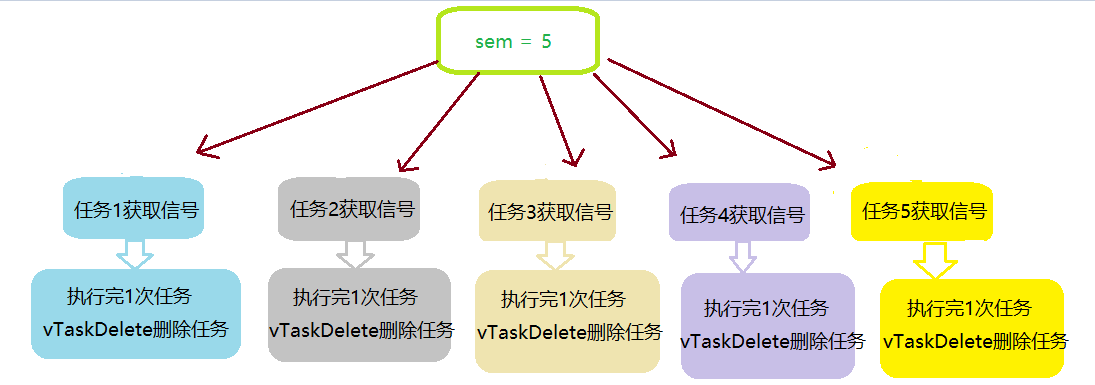 sem = 5
任务1获取信号
任务2获取信号
任务3获取信号
任务4获取信号
任务5获取信号
执行完1次任务
vTaskDelete删除任务
执行完1次任务
vTaskDelete删除任务
执行完1次任务
vTaskDelete删除任务
执行完1次任务
vTaskDelete删除任务
执行完1次任务
vTaskDelete删除任务